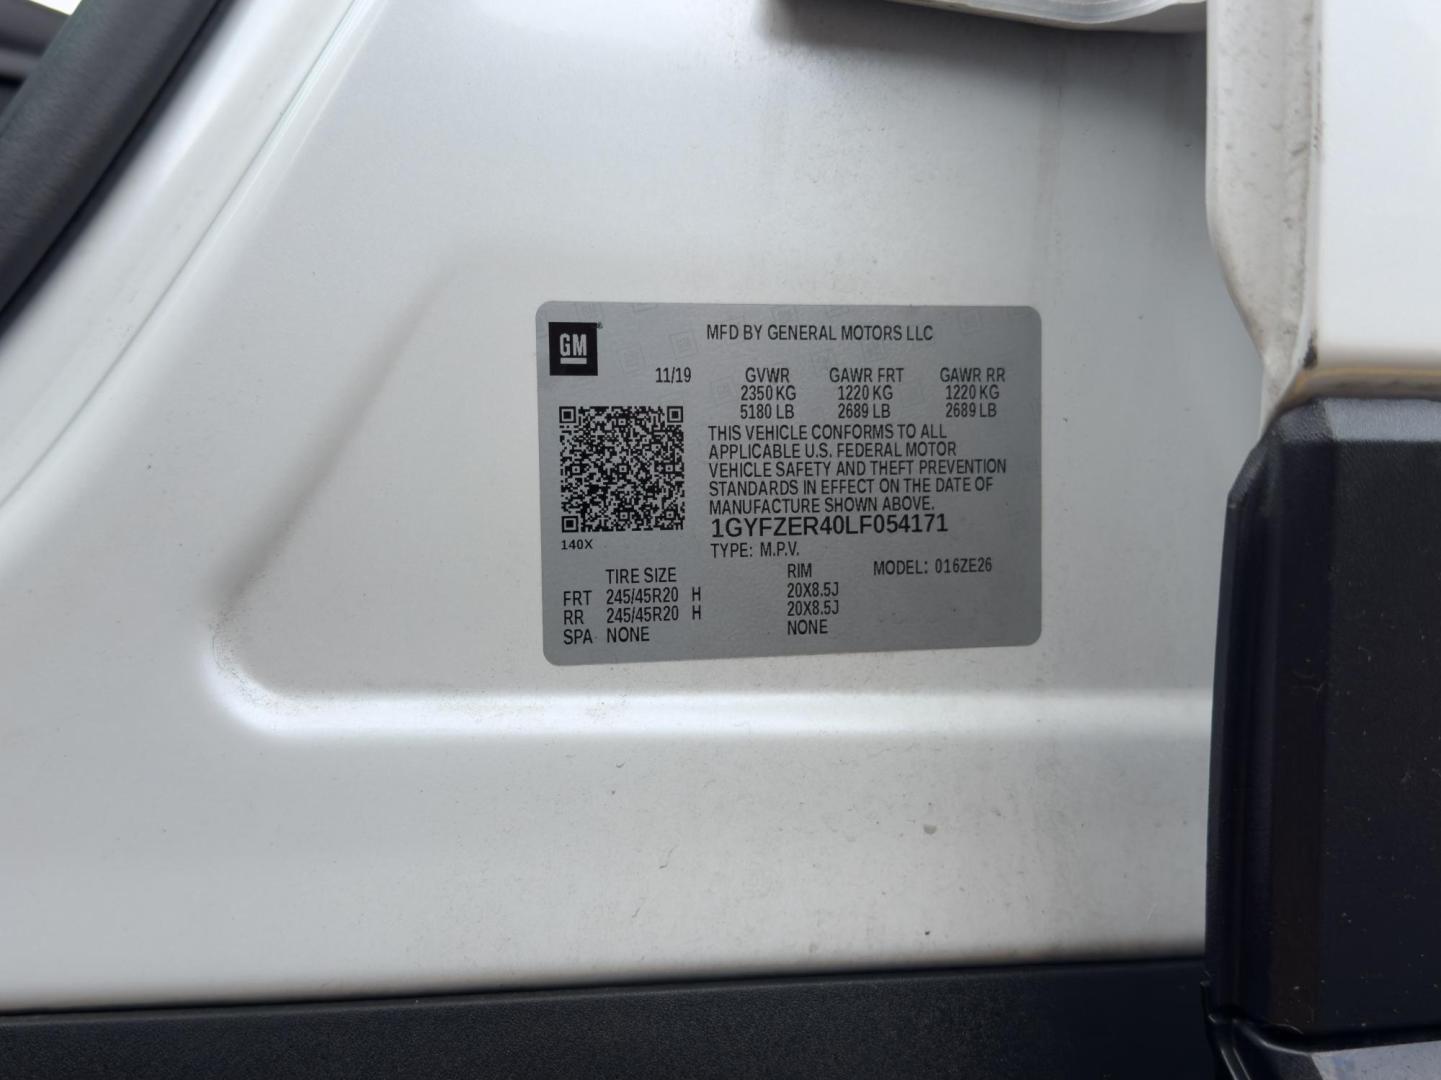 GM
MFD BY GENERAL MOTORS LLC
11/19 GVWR GAWR FRT GAWR RR
2350 KG 1220 KG 1220 KG
5180 LB 2689 LB 2689 LB
THIS VEHICLE CONFORMS TO ALL
APPLICABLE U.S. FEDERAL MOTOR
VEHICLE SAFETY AND THEFT PREVENTION
STANDARDS IN EFFECT ON THE DATE OF
MANUFACTURE SHOWN ABOVE.
1GYFZER40LF054171
140X
TYPE: M.P.V.
TIRE SIZE RIM MODEL: 016ZE26
FRT 245/45R20 H 20X8.5J
RR 245/45R20 H 20X8.5J
SPA NONE NONE